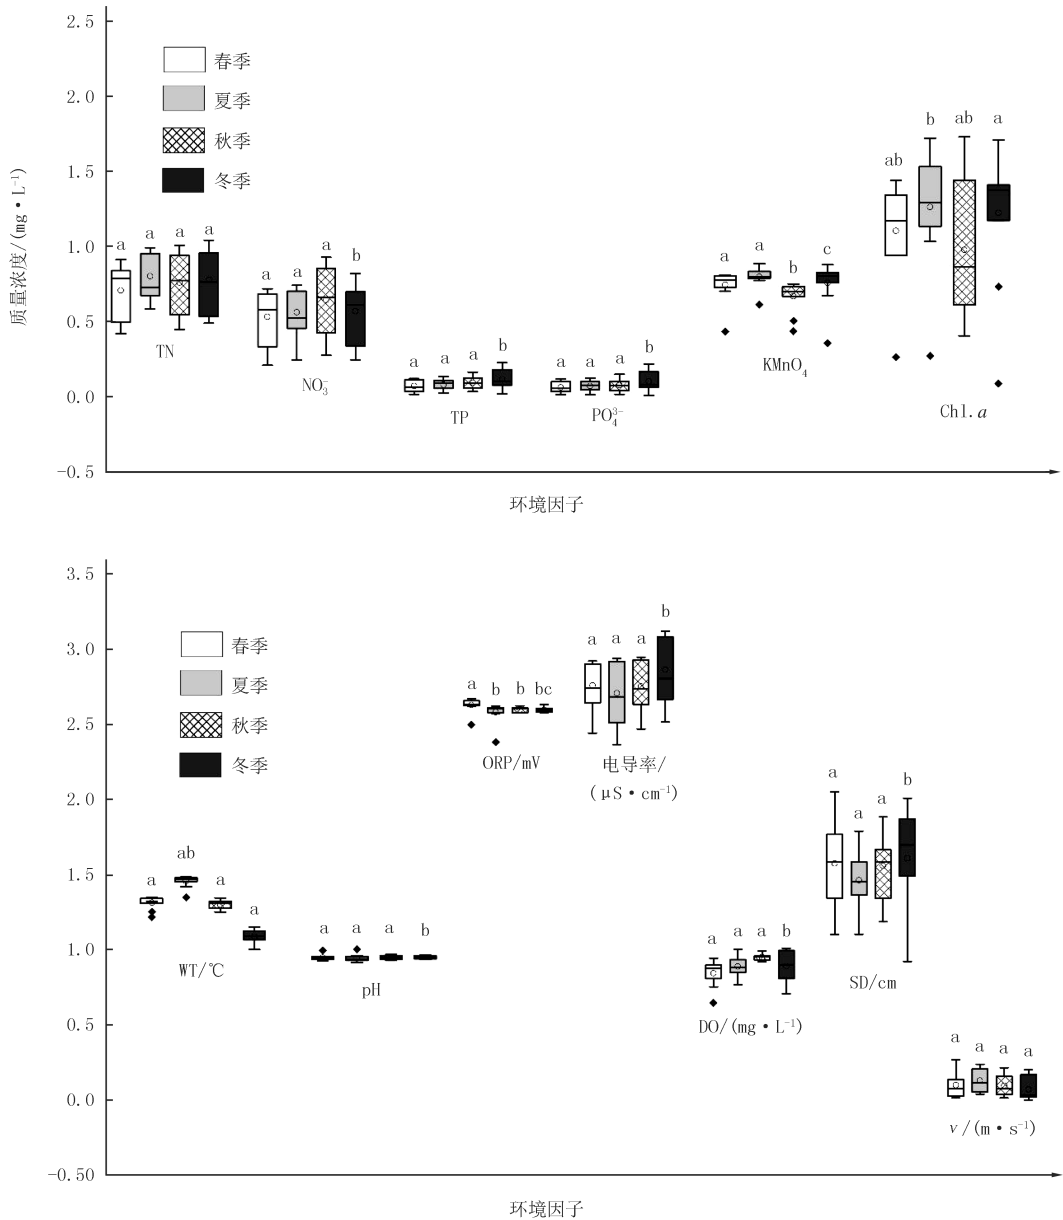 质量浓度/(mg·L⁻¹)
2.5
2.0
1.5
1.0
0.5
0.0
-0.5
春季
夏季
秋季
冬季
a a a a
TN
a a a b
NO₃⁻
a a a b
TP
a a a b
PO₄³⁻
a a b c
KMnO₄
ab b ab a
Chl.a
环境因子
3.5
3.0
2.5
2.0
1.5
1.0
0.5
0.0
-0.50
春季
夏季
秋季
冬季
a ab a a
WT/℃
a a a b
pH
a b b bc
ORP/mV
a a a b
电导率/
(μS·cm⁻¹)
a a a b
DO/(mg·L⁻¹)
a a a b
SD/cm
a a a a
v/(m·s⁻¹)
环境因子